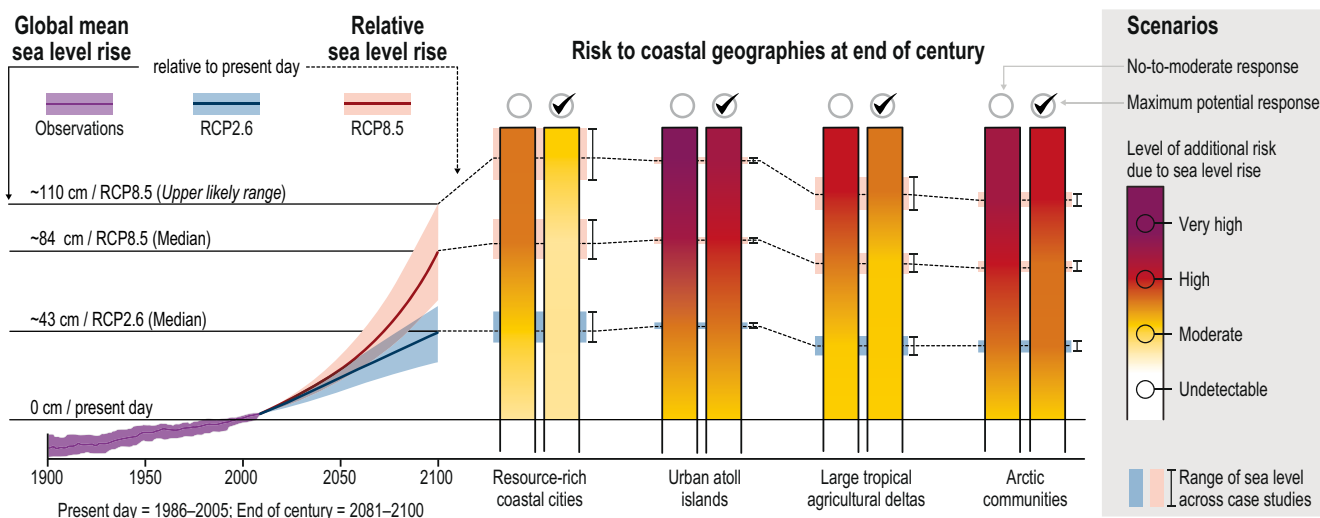 Global mean
sea level rise
Relative
sea level rise
relative to present day
Observations
RCP2.6
RCP8.5
~110 cm / RCP8.5 (Upper likely range)
~84 cm / RCP8.5 (Median)
~43 cm / RCP2.6 (Median)
0 cm / present day
1900
1950
2000
2050
2100
Present day = 1986–2005; End of century = 2081–2100
Risk to coastal geographies at end of century
Resource-rich
coastal cities
Urban atoll
islands
Large tropical
agricultural deltas
Arctic
communities
Scenarios
No-to-moderate response
Maximum potential response
Level of additional risk
due to sea level rise
Very high
High
Moderate
Undetectable
Range of sea level
across case studies